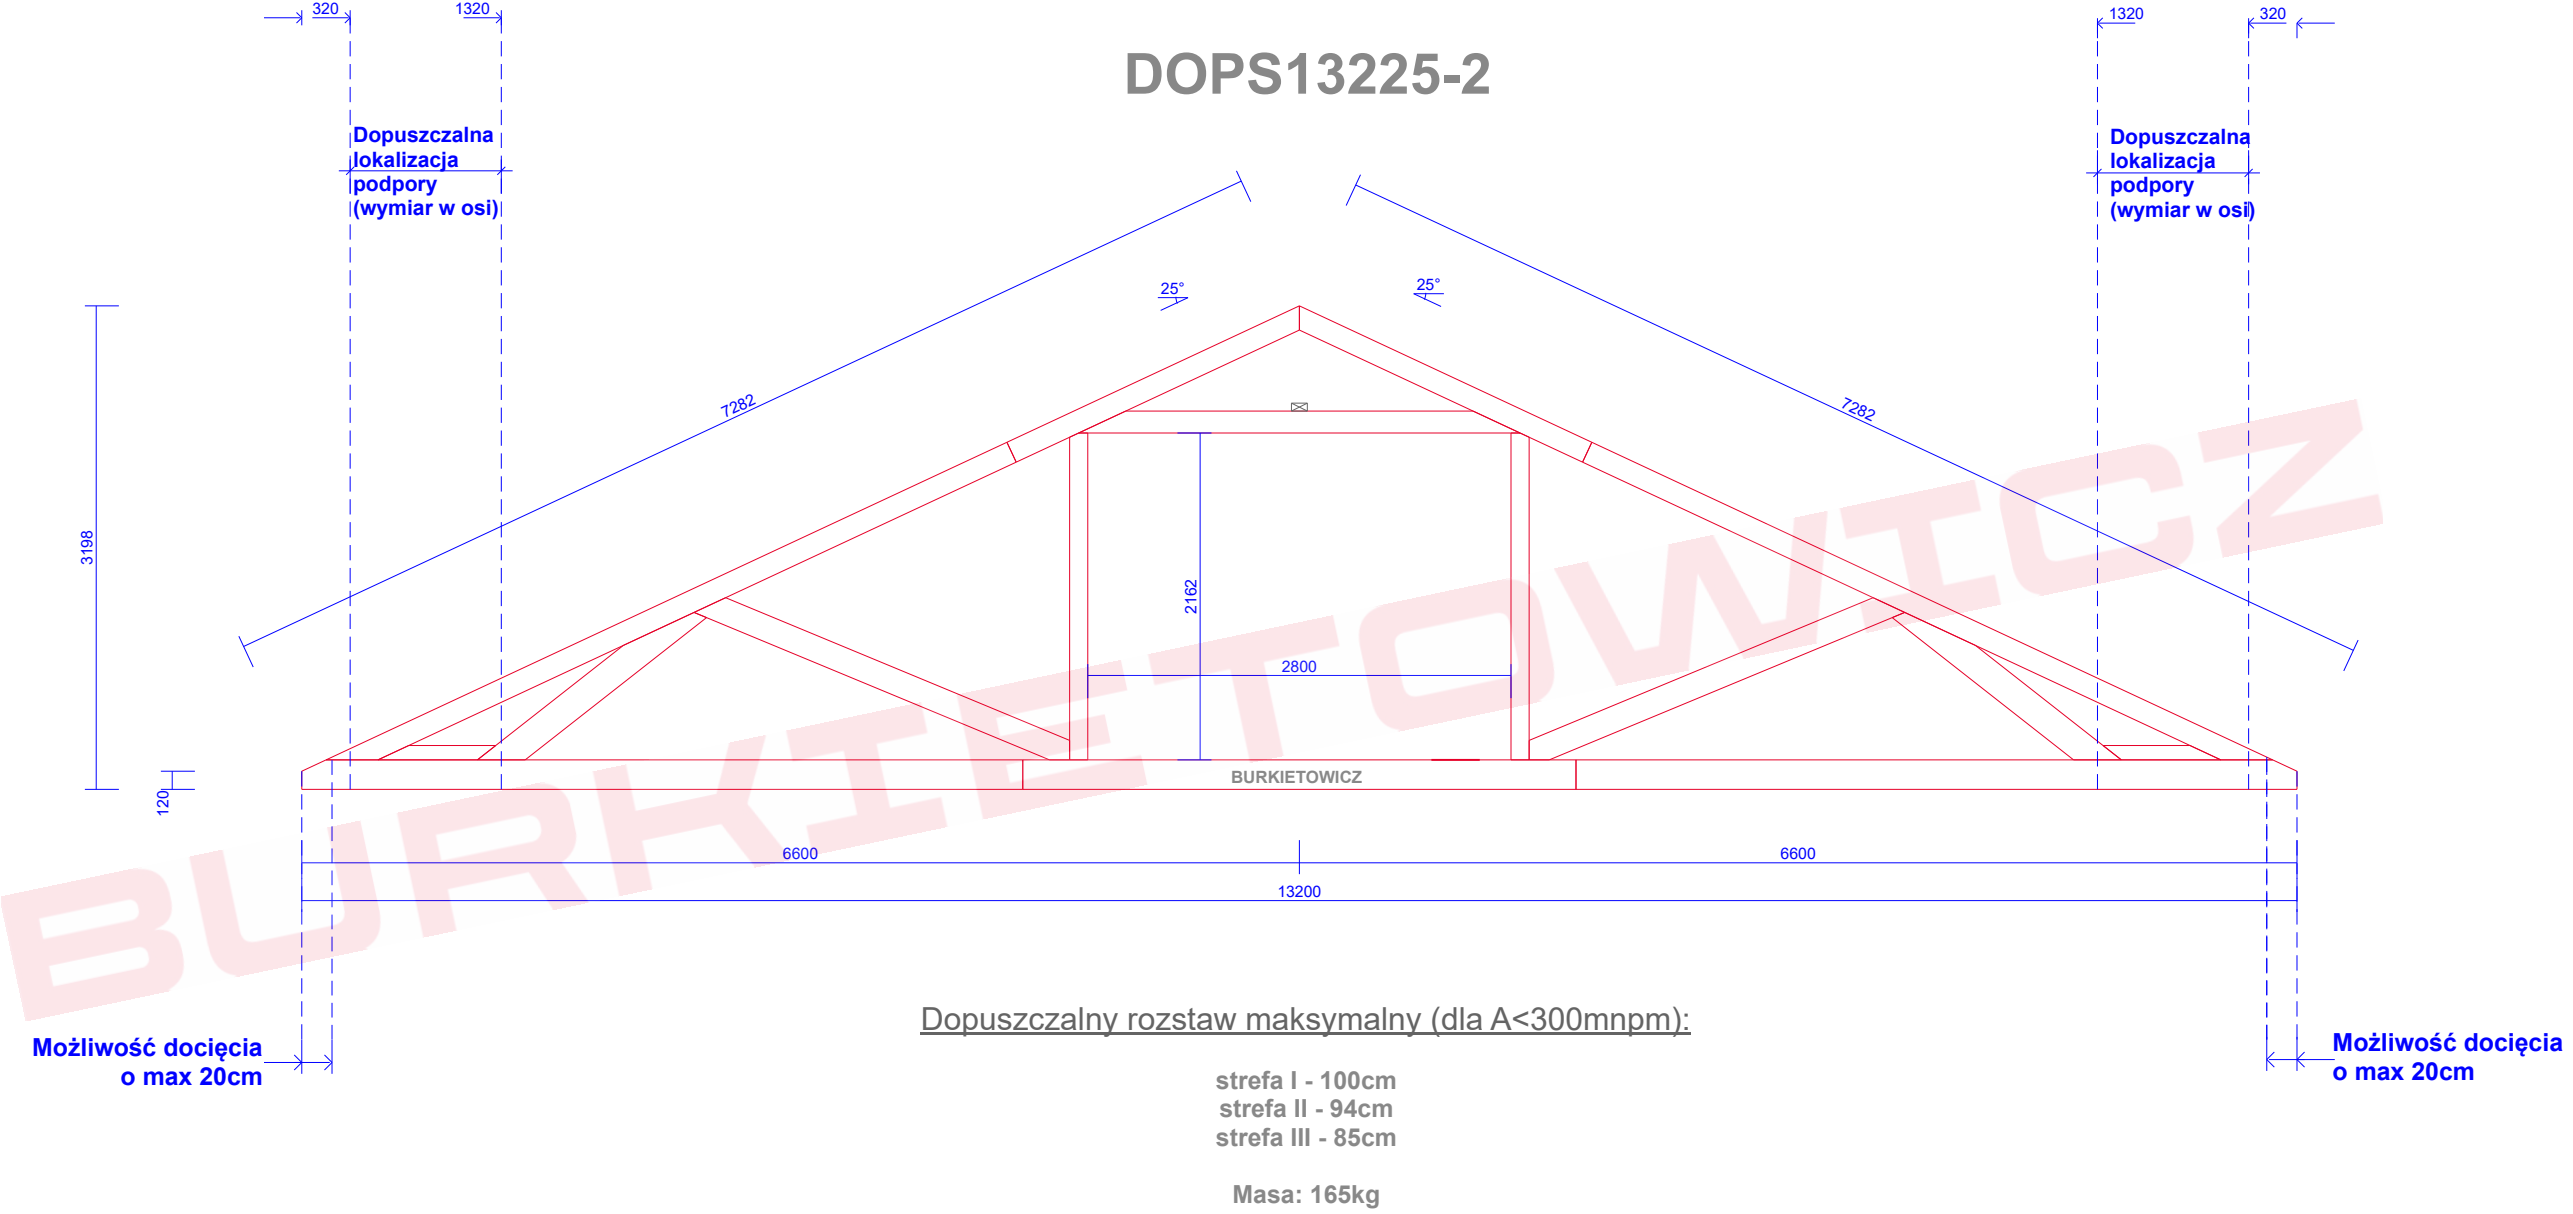 320
1320
1320
320
DOPS13225-2
Dopuszczalna
lokalizacja
podpory
(wymiar w osi)
Dopuszczalna
lokalizacja
podpory
(wymiar w osi)
25°
25°
7282
7282
3198
2162
2800
120
BURKIETOWICZ
BURKIETOWICZ
6600
6600
13200
Dopuszczalny rozstaw maksymalny (dla A<300mnpm):
Możliwość docięcia
o max 20cm
Możliwość docięcia
o max 20cm
strefa I - 100cm
strefa II - 94cm
strefa III - 85cm
Masa: 165kg